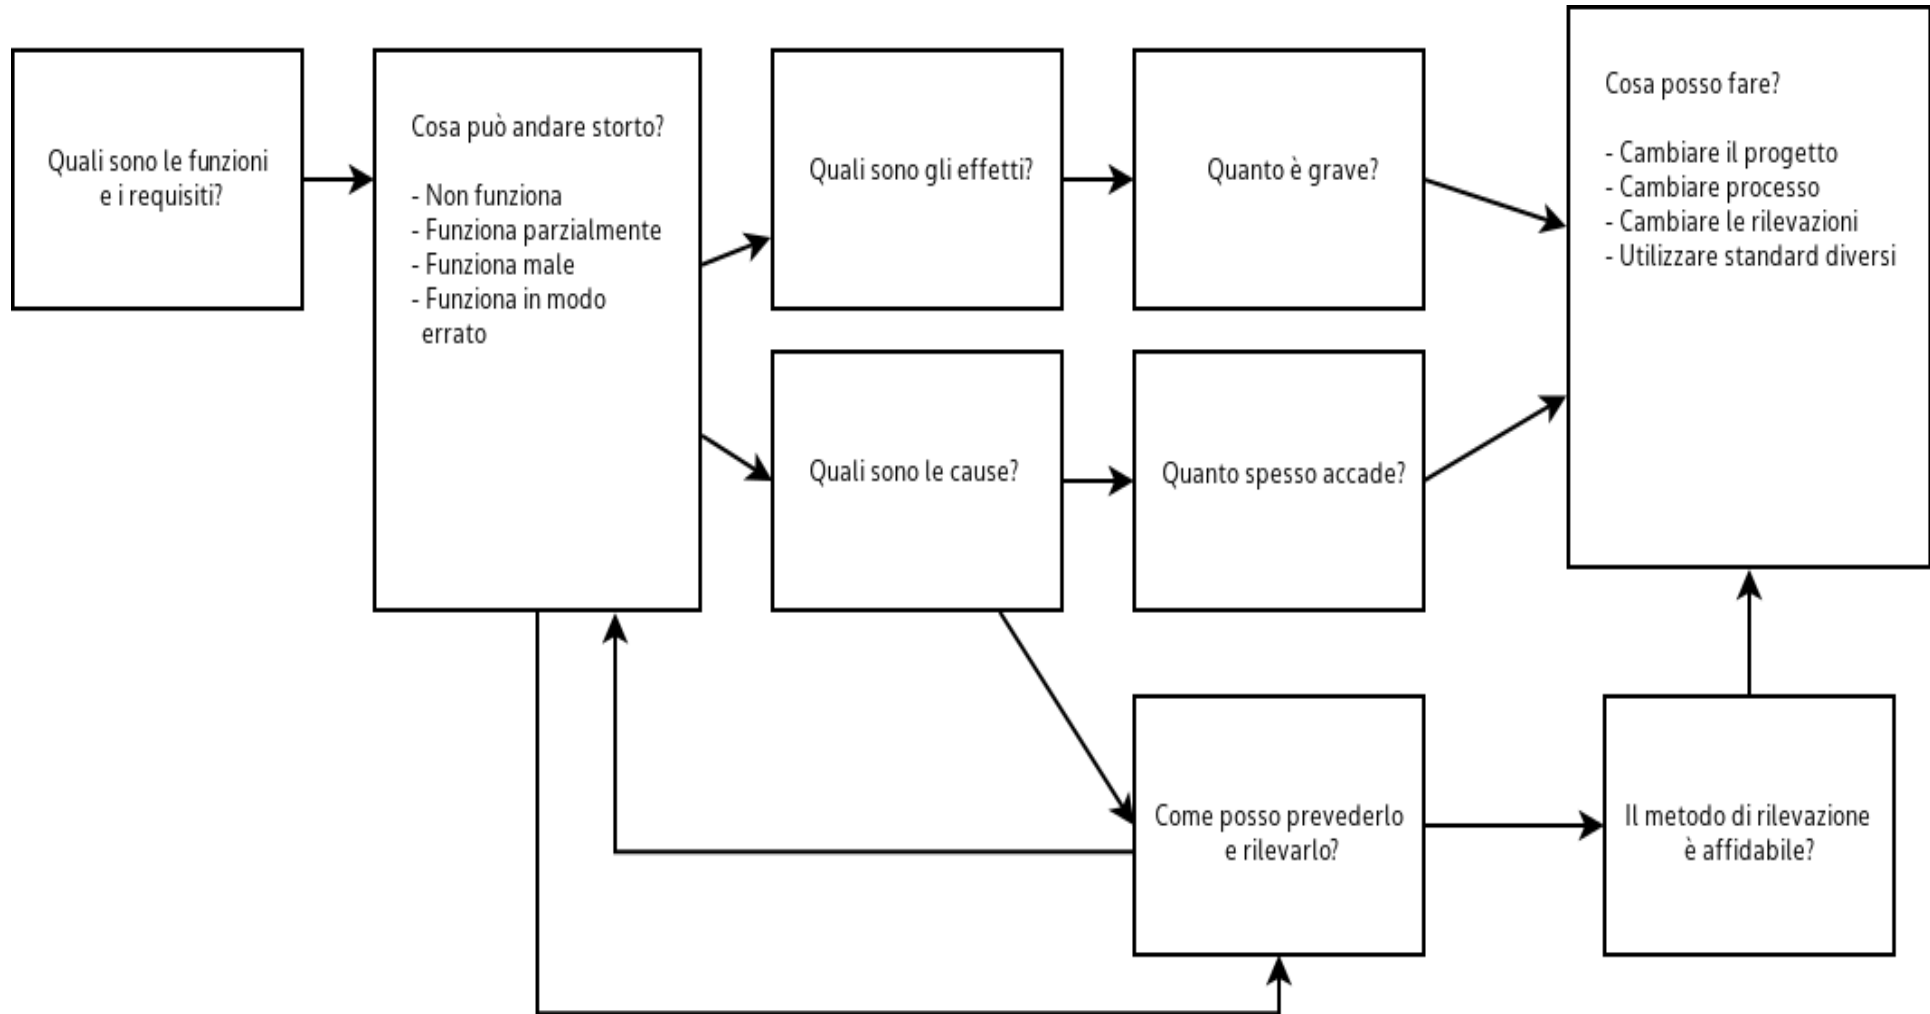 Quali sono le funzioni
e i requisiti?
Cosa può andare storto?
- Non funziona
- Funziona parzialmente
- Funziona male
- Funziona in modo
errato
Quali sono gli effetti?
Quanto è grave?
Cosa posso fare?
- Cambiare il progetto
- Cambiare processo
- Cambiare le rilevazioni
- Utilizzare standard diversi
Quali sono le cause?
Quanto spesso accade?
Come posso prevederlo
e rilevarlo?
Il metodo di rilevazione
è affidabile?